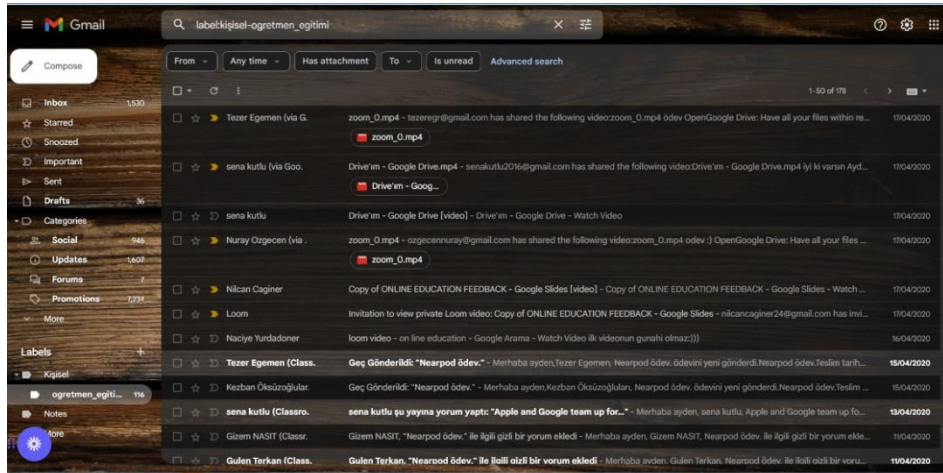 Gmail
label:kişisel-ogretmen_egitimi
Compose
From
Any time
Has attachment
To
Is unread
Advanced search
1-50 of 178
Inbox 1,530
Starred
Snoozed
Important
Sent
Drafts 36
Categories
Social 946
Updates 1,607
Forums 7
Promotions
More
Labels
Kişisel
ogretmen_egiti... 116
Notes
More
Tezer Egemen (via G. zoom_0.mp4 - tezeregr@gmail.com has shared the following video:zoom_0.mp4 ödev OpenGoogle Drive: Have all your files within re... 17/04/2020
zoom_0.mp4
sena kutlu (via Goo. Drive'ım - Google Drive.mp4 - senakutlu2016@gmail.com has shared the following video:Drive'ım - Google Drive.mp4 iyi ki varsın Ayd... 17/04/2020
Drive'ım - Goog...
sena kutlu Drive'ım - Google Drive [video] - Drive'ım - Google Drive - Watch Video 17/04/2020
Nuray Ozgecen (via . zoom_0.mp4 - ozgecennuray@gmail.com has shared the following video:zoom_0.mp4 odev :) OpenGoogle Drive: Have all your files ... 17/04/2020
zoom_0.mp4
Nilcan Caginer Copy of ONLINE EDUCATION FEEDBACK - Google Slides [video] - Copy of ONLINE EDUCATION FEEDBACK - Google Slides - Watch ... 17/04/2020
Loom Invitation to view private Loom video: Copy of ONLINE EDUCATION FEEDBACK - Google Slides - nilcancaginer24@gmail.com has invi... 17/04/2020
Naciye Yurdadoner loom video - on line education - Google Arama - Watch Video ilk videonun gunahi olmaz:))) 16/04/2020
Tezer Egemen (Class. Geç Gönderildi: "Nearpod ödev." - Merhaba ayden,Tezer Egemen, Nearpod ödev. ödevini yeni gönderdi.Nearpod ödev.Teslim tarih... 15/04/2020
Kezban Öksüzoğlular. Geç Gönderildi: "Nearpod ödev." - Merhaba ayden,Kezban Öksüzoğluları, Nearpod ödev. ödevini yeni gönderdi.Nearpod ödev.Teslim ... 15/04/2020
sena kutlu (Classro. sena kutlu şu yayına yorum yaptı: "Apple and Google team up for..." - Merhaba ayden, sena kutlu, Apple and Google team up fo... 13/04/2020
Gizem NASIT (Classr. Gizem NASIT, "Nearpod ödev." ile ilgili gizli bir yorum ekledi - Merhaba ayden, Gizem NASIT, Nearpod ödev. ile ilgili gizli bir yorum ekle... 11/04/2020
Gulen Terkan (Class. Gulen Terkan, "Nearpod ödev." ile ilgili gizli bir yorum ekledi - Merhaba ayden, Gulen Terkan, Nearpod ödev. ile ilgili gizli bir yorum ekle... 11/04/2020